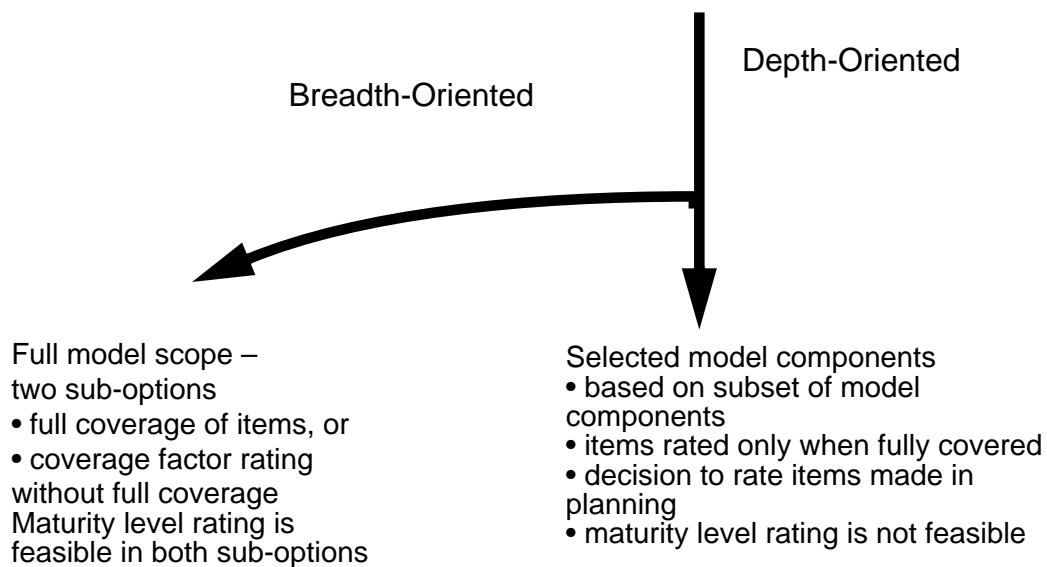 Depth-Oriented
Breadth-Oriented
Full model scope –
two sub-options
• full coverage of items, or
• coverage factor rating
without full coverage
Maturity level rating is
feasible in both sub-options
Selected model components
• based on subset of model
components
• items rated only when fully covered
• decision to rate items made in
planning
• maturity level rating is not feasible